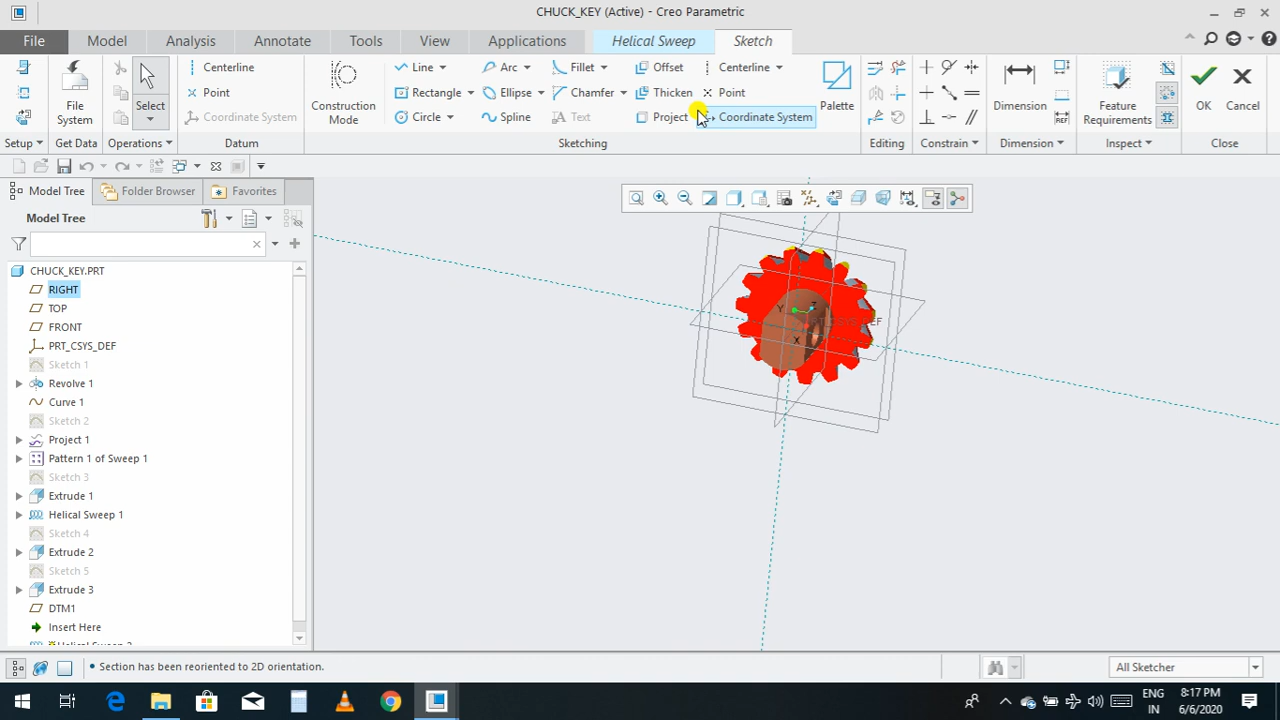 CHUCK_KEY (Active) - Creo Parametric
File Model Analysis Annotate Tools View Applications Helical Sweep Sketch
Centerline Line Arc Fillet Offset Centerline
Point Rectangle Ellipse Chamfer Thicken Point
Coordinate System Circle Spline Text Project Coordinate System
File System Select Construction Mode Palette Dimension Feature Requirements OK Cancel
Setup Get Data Operations Datum Sketching Editing Constrain Dimension Inspect Close
Model Tree Folder Browser Favorites
Model Tree
CHUCK_KEY.PRT
RIGHT
TOP
FRONT
PRT_CSYS_DEF
Sketch 1
Revolve 1
Curve 1
Sketch 2
Project 1
Pattern 1 of Sweep 1
Sketch 3
Extrude 1
Helical Sweep 1
Sketch 4
Extrude 2
Sketch 5
Extrude 3
DTM1
Insert Here
Helical Sweep 2
Y Z
X
• Section has been reoriented to 2D orientation.
All Sketcher
ENG 8:17 PM
IN 6/6/2020